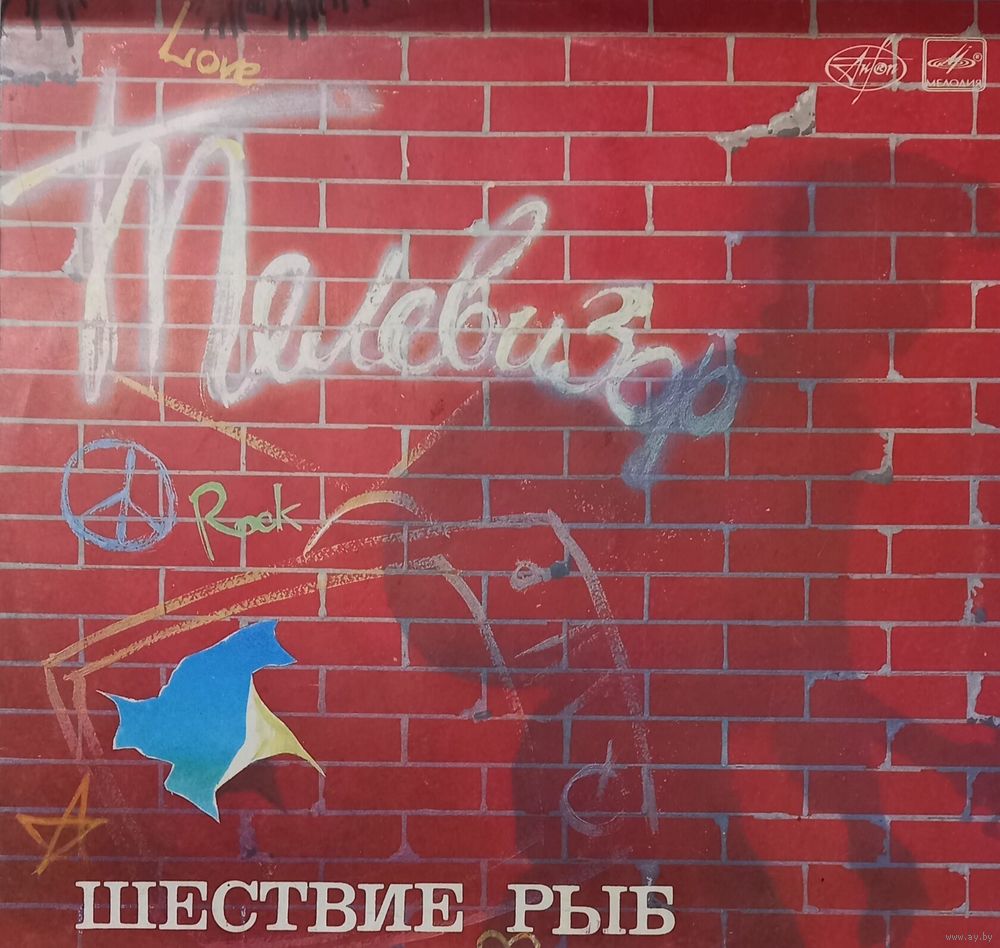 Love
АнТроп
МЕЛОДИЯ
Телевизор
Rock
ШЕСТВИЕ РЫБ
www.ay.by